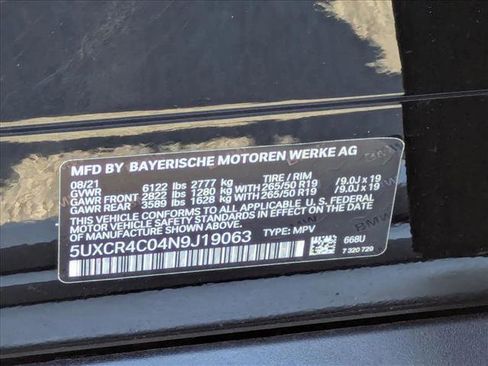 MFD BY BAYERISCHE MOTOREN WERKE AG
08/21 TIRE / RIM
GVWR 6122 lbs 2777 kg
GAWR FRONT 2822 lbs 1280 kg WITH 265/50 R19 /9.0J x 19
GAWR REAR 3589 lbs 1628 kg WITH 265/50 R19 /9.0J x 19
THIS VEHICLE CONFORMS TO ALL APPLICABLE U.S. FEDERAL
MOTOR VEHICLE SAFETY STANDARDS IN EFFECT ON THE DATE
OF MANUFACTURE SHOWN ABOVE.
5UXCR4C04N9J19063 TYPE: MPV
668U
7 320 720
BMW